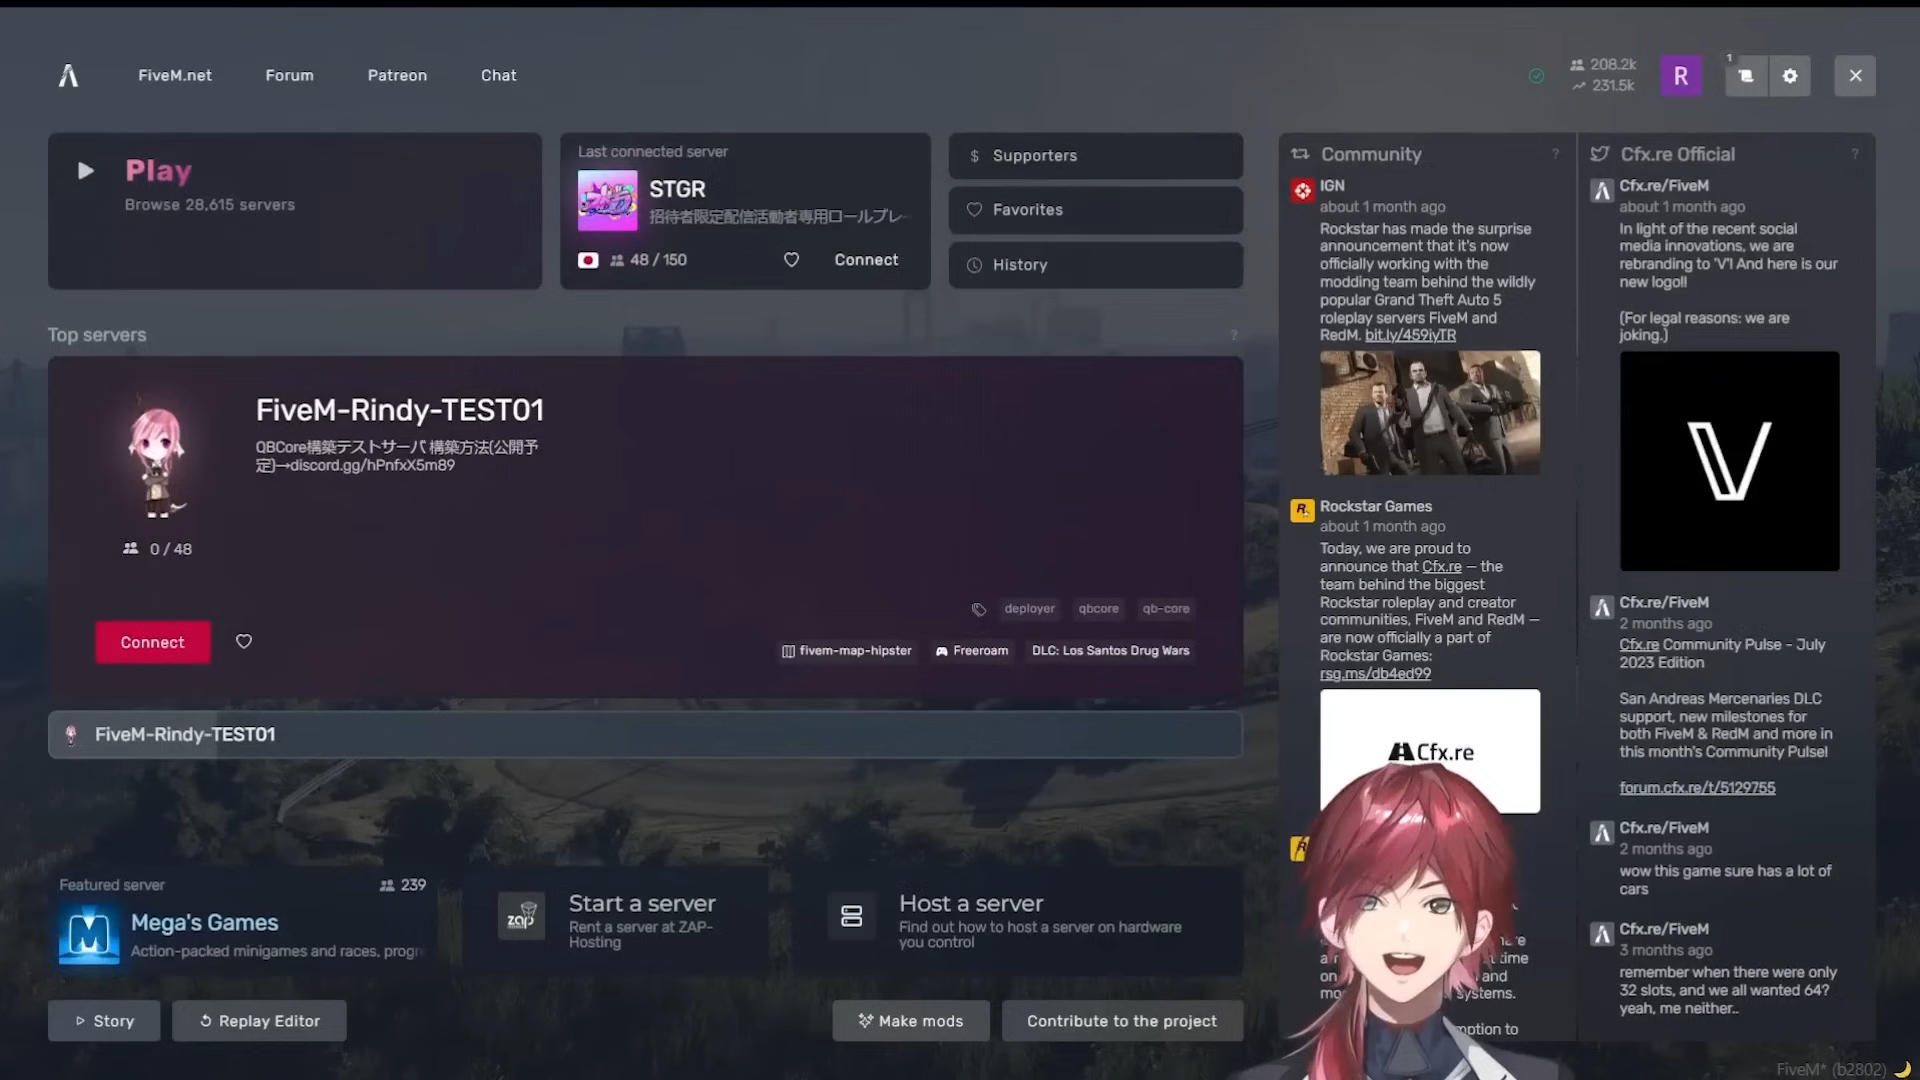 FiveM.net
Forum
Patreon
Chat
208.2k
231.5k
R
1
Play
Browse 28,615 servers
Last connected server
STGR
招待者限定配信活動者専用ロールプレ
48 / 150
Connect
$ Supporters
Favorites
History
Top servers
?
FiveM-Rindy-TEST01
QBCore構築テストサーバ 構築方法(公開予
定)→discord.gg/hPnfxX5m89
0 / 48
Connect
deployer
qbcore
qb-core
fivem-map-hipster
Freeroam
DLC: Los Santos Drug Wars
FiveM-Rindy-TEST01
Featured server
239
Mega's Games
Action-packed minigames and races, progr
zap
Start a server
Rent a server at ZAP-
Hosting
Host a server
Find out how to host a server on hardware
you control
Story
Replay Editor
Make mods
Contribute to the project
Community
?
IGN
about 1 month ago
Rockstar has made the surprise
announcement that it's now
officially working with the
modding team behind the wildly
popular Grand Theft Auto 5
roleplay servers FiveM and
RedM. bit.ly/459iyTR
Rockstar Games
about 1 month ago
Today, we are proud to
announce that Cfx.re — the
team behind the biggest
Rockstar roleplay and creator
communities, FiveM and RedM —
are now officially a part of
Rockstar Games:
rsg.ms/db4ed99
Cfx.re
time
on and
systems.
mption to
Cfx.re Official
?
Cfx.re/FiveM
about 1 month ago
In light of the recent social
media innovations, we are
rebranding to 'V'! And here is our
new logo!!
(For legal reasons: we are
joking.)
V
Cfx.re/FiveM
2 months ago
Cfx.re Community Pulse - July
2023 Edition
San Andreas Mercenaries DLC
support, new milestones for
both FiveM & RedM and more in
this month's Community Pulse!
forum.cfx.re/t/5129755
Cfx.re/FiveM
2 months ago
wow this game sure has a lot of
cars
Cfx.re/FiveM
3 months ago
remember when there were only
32 slots, and we all wanted 64?
yeah, me neither..
FiveM* (b2802)